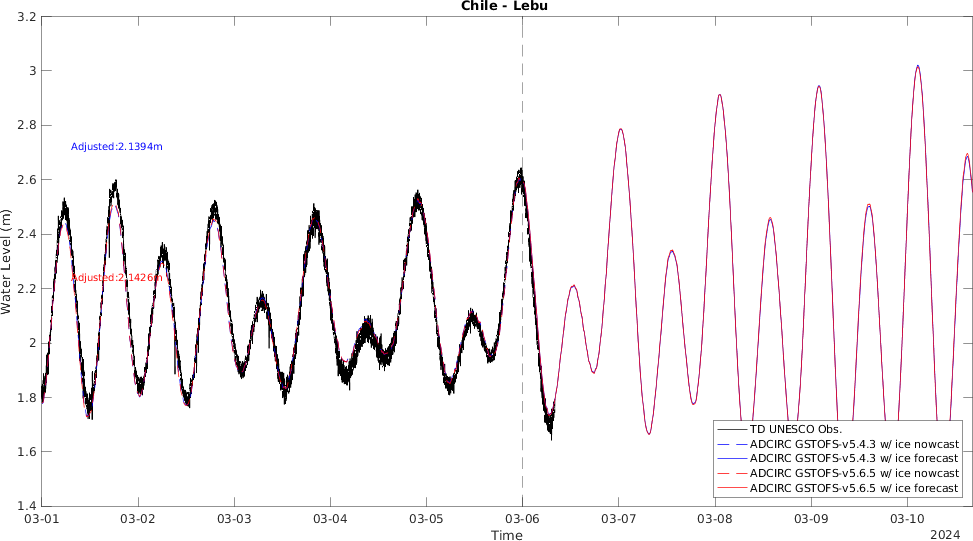 Chile - Lebu
Water Level (m)
3.2
3
2.8
2.6
2.4
2.2
2
1.8
1.6
1.4
Adjusted:2.1394m
Adjusted:2.1426m
TD UNESCO Obs.
ADCIRC GSTOFS-v5.4.3 w/ ice nowcast
ADCIRC GSTOFS-v5.4.3 w/ ice forecast
ADCIRC GSTOFS-v5.6.5 w/ ice nowcast
ADCIRC GSTOFS-v5.6.5 w/ ice forecast
03-01 03-02 03-03 03-04 03-05 03-06 03-07 03-08 03-09 03-10
Time
2024